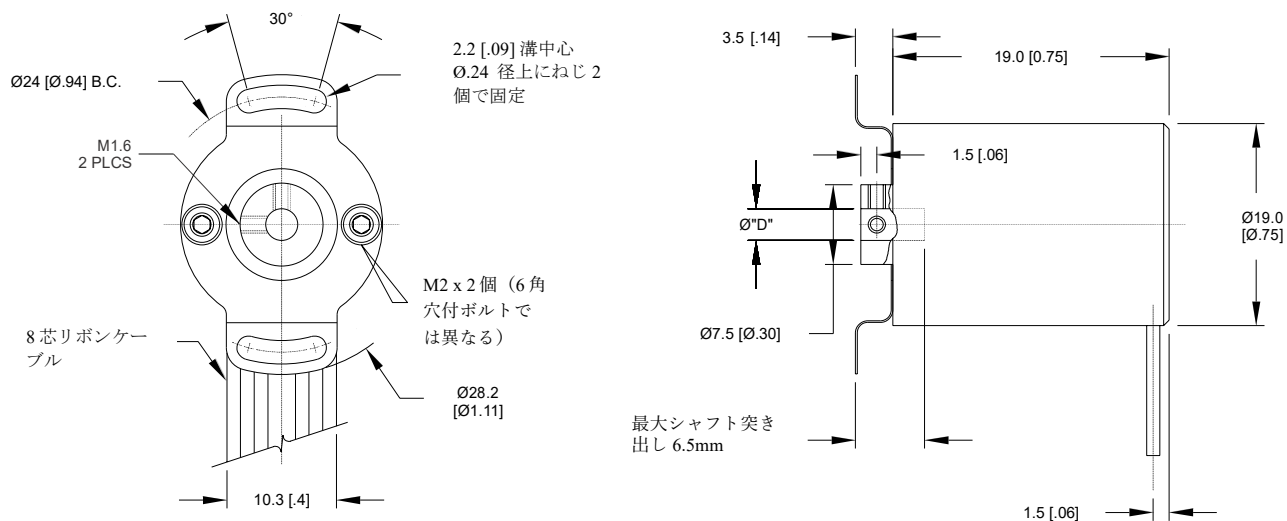 30°
2.2 [.09] 溝中心
Ø.24 径上にねじ 2
個で固定
Ø24 [Ø.94] B.C.
M1.6
2 PLCS
M2 x 2 個（6 角
穴付ボルトで
は異なる）
8 芯リボンケー
ブル
Ø28.2
[Ø1.11]
10.3 [.4]
3.5 [.14]
19.0 [0.75]
1.5 [.06]
Ø"D"
Ø19.0
[Ø.75]
Ø7.5 [Ø.30]
最大シャフト突き
出し 6.5mm
1.5 [.06]